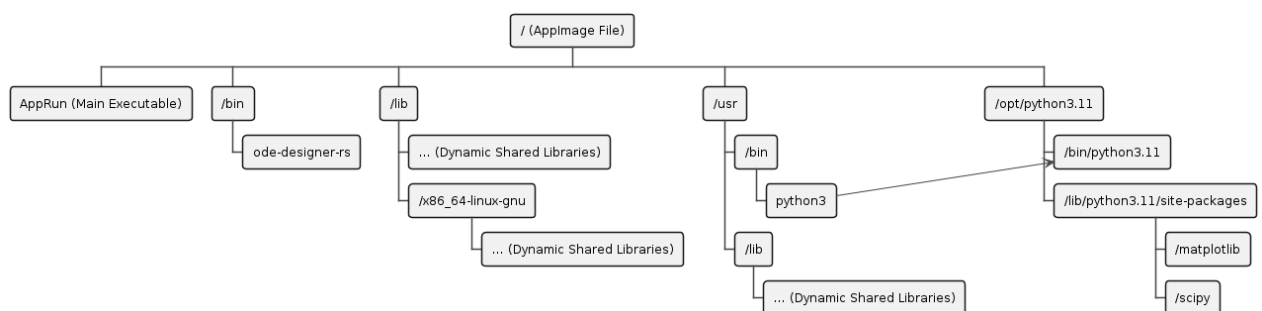 / (AppImage File)
AppRun (Main Executable)
/bin
/lib
/usr
/opt/python3.11
ode-designer-rs
... (Dynamic Shared Libraries)
/bin
/bin/python3.11
/x86_64-linux-gnu
python3
/lib/python3.11/site-packages
... (Dynamic Shared Libraries)
/lib
/matplotlib
... (Dynamic Shared Libraries)
/scipy